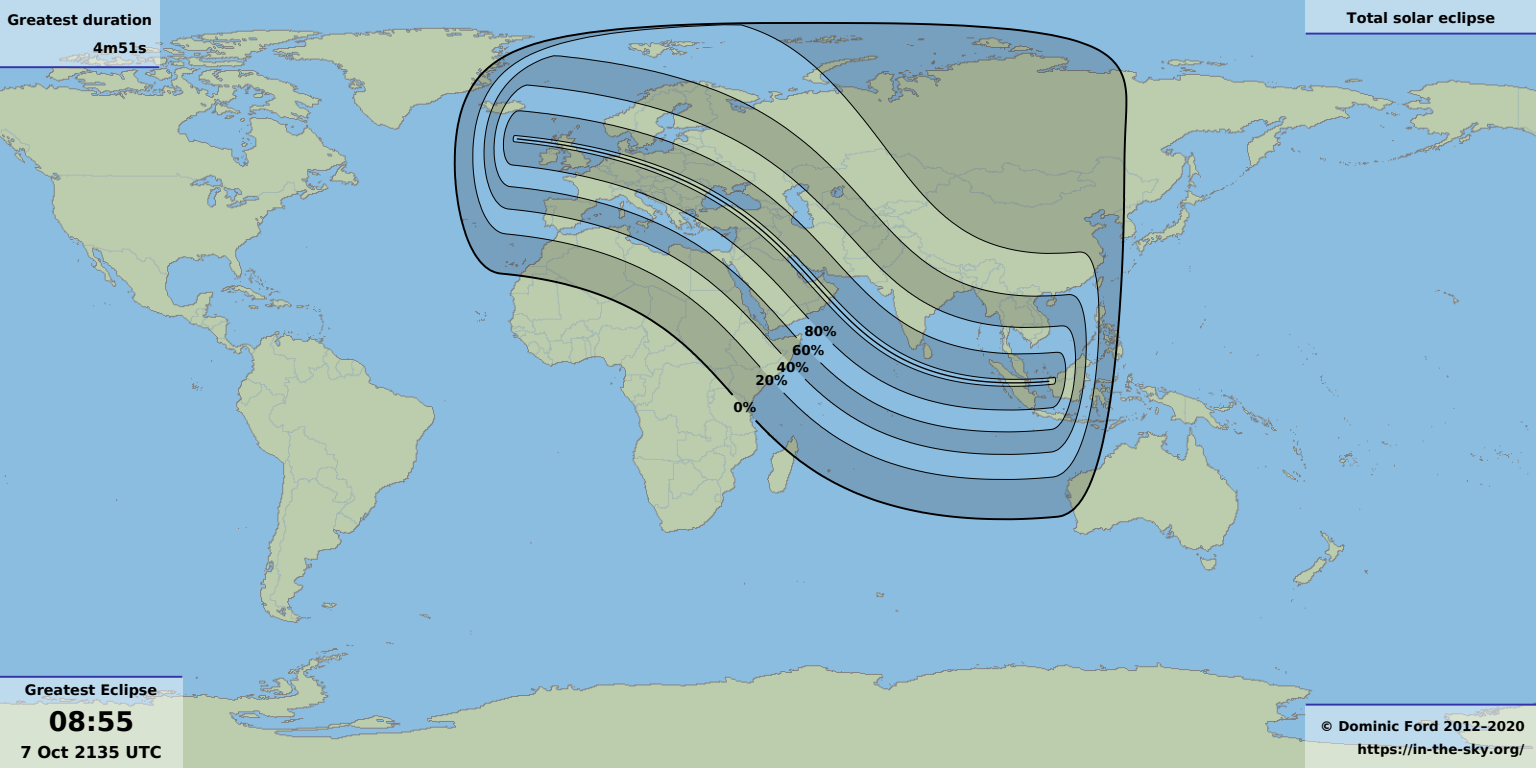 Greatest duration
4m51s
Total solar eclipse
80%
60%
40%
20%
0%
Greatest Eclipse
08:55
7 Oct 2135 UTC
© Dominic Ford 2012–2020
https://in-the-sky.org/